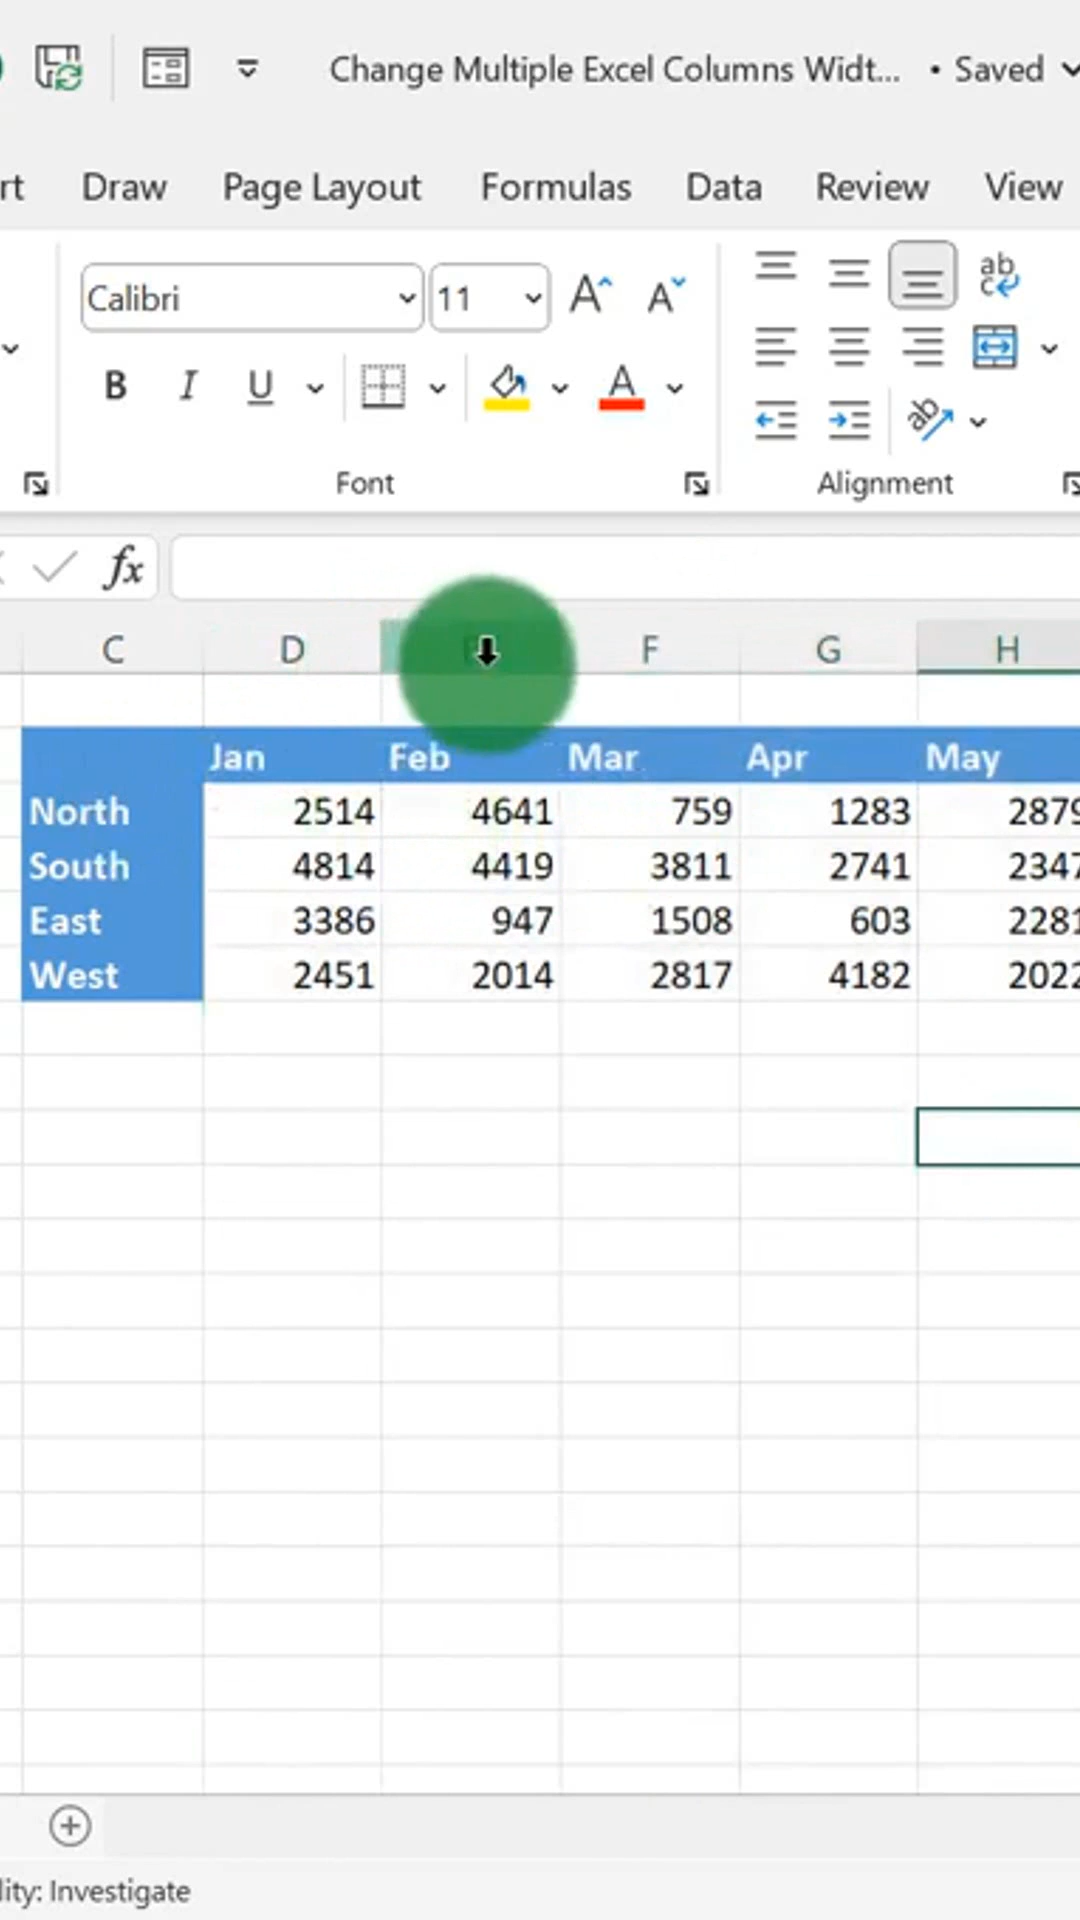 Change Multiple Excel Columns Widt... • Saved
rt Draw Page Layout Formulas Data Review View
Calibri 11 A A ab c
B I U A ab
Font Alignment
fx
C D F G H
Jan Feb Mar Apr May
North 2514 4641 759 1283 2879
South 4814 4419 3811 2741 2347
East 3386 947 1508 603 2281
West 2451 2014 2817 4182 2022
lity: Investigate